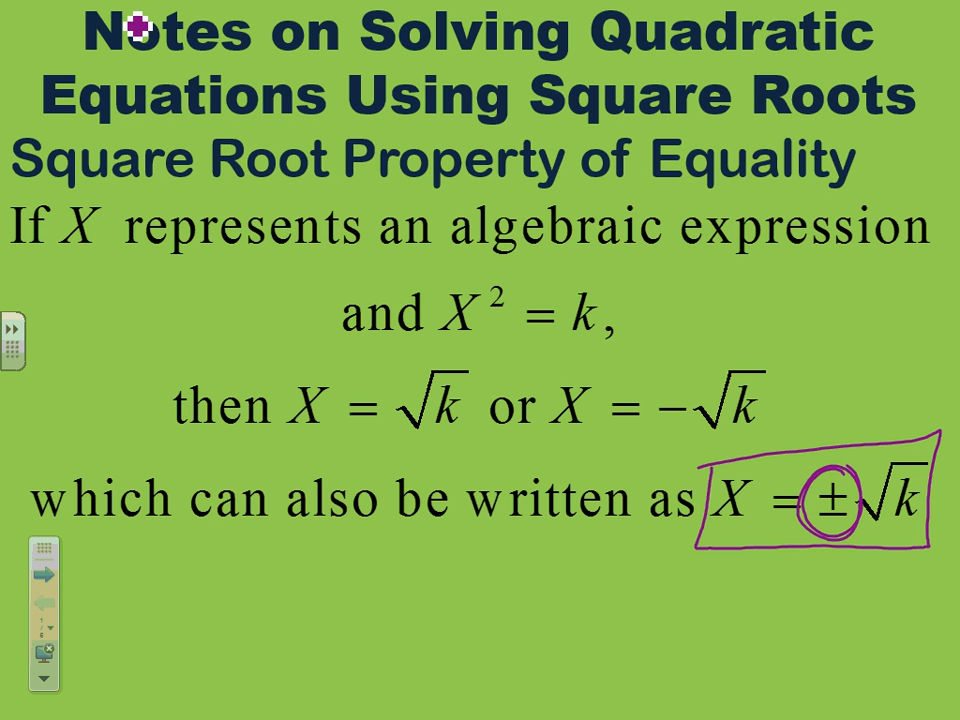 Notes on Solving Quadratic
Equations Using Square Roots
Square Root Property of Equality
If X represents an algebraic expression
and X² = k,
then X = √k or X = −√k
which can also be written as X = ±√k